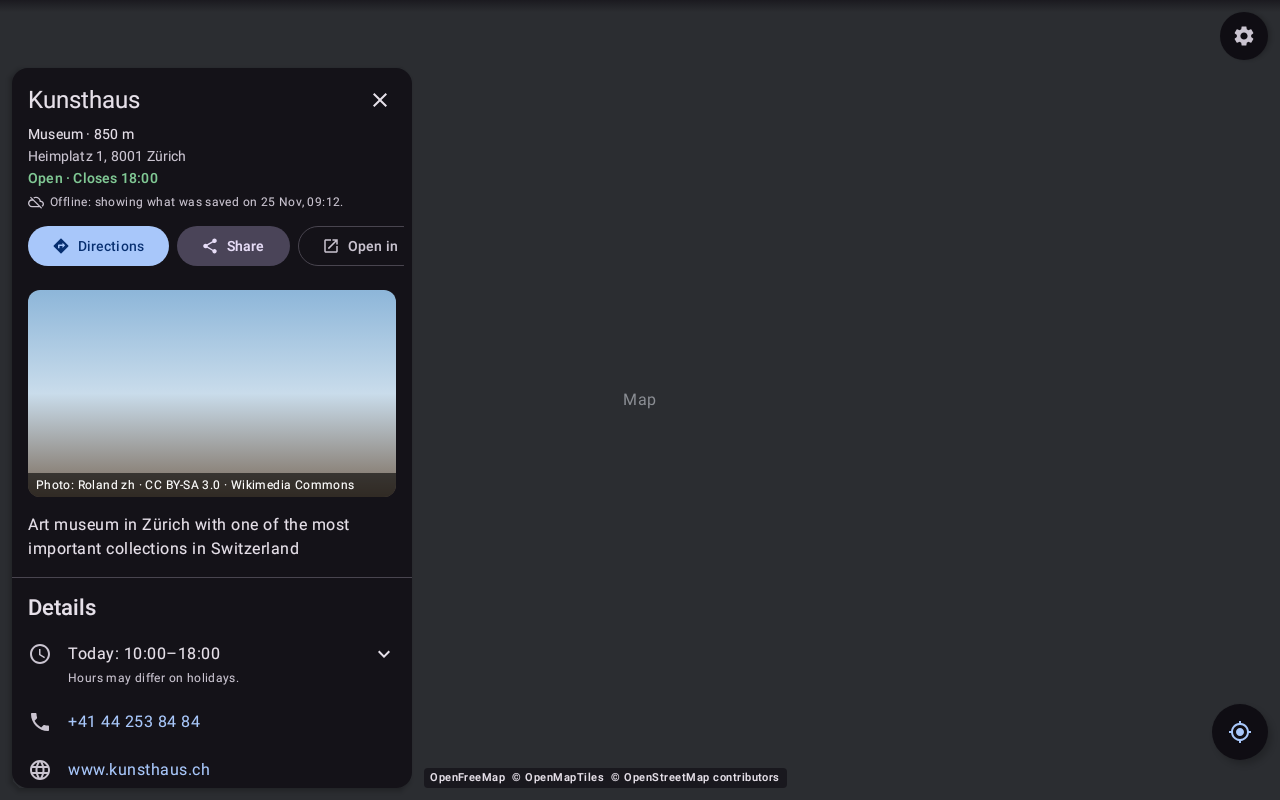 Kunsthaus
Museum · 850 m
Heimplatz 1, 8001 Zürich
Open · Closes 18:00
Offline: showing what was saved on 25 Nov, 09:12.
Directions
Share
Open in
Map
Photo: Roland zh · CC BY-SA 3.0 · Wikimedia Commons
Art museum in Zürich with one of the most
important collections in Switzerland
Details
Today: 10:00–18:00
Hours may differ on holidays.
+41 44 253 84 84
www.kunsthaus.ch
OpenFreeMap © OpenMapTiles © OpenStreetMap contributors